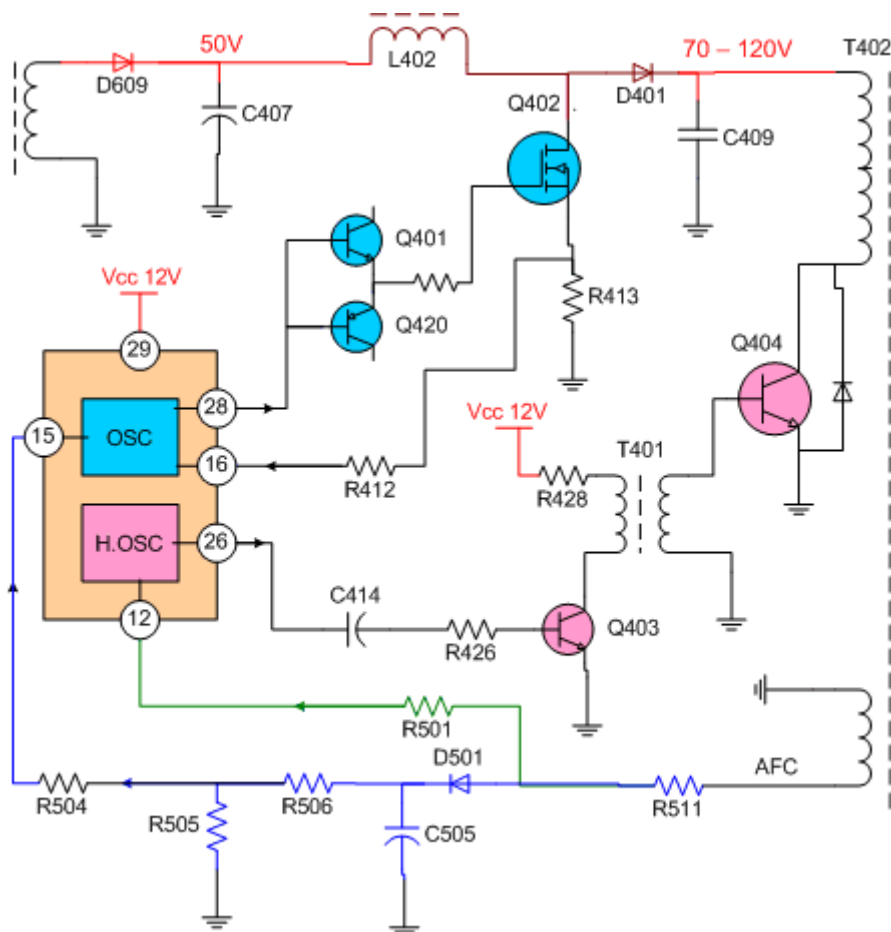 50V
L402
70 – 120V
T402
D609
Q402
D401
C407
C409
Q401
Vcc 12V
R413
Q420
Q404
29
28
15
OSC
Vcc 12V
T401
16
R412
R428
H.OSC
26
C414
12
Q403
R426
R501
D501
AFC
R504
R506
R511
R505
C505